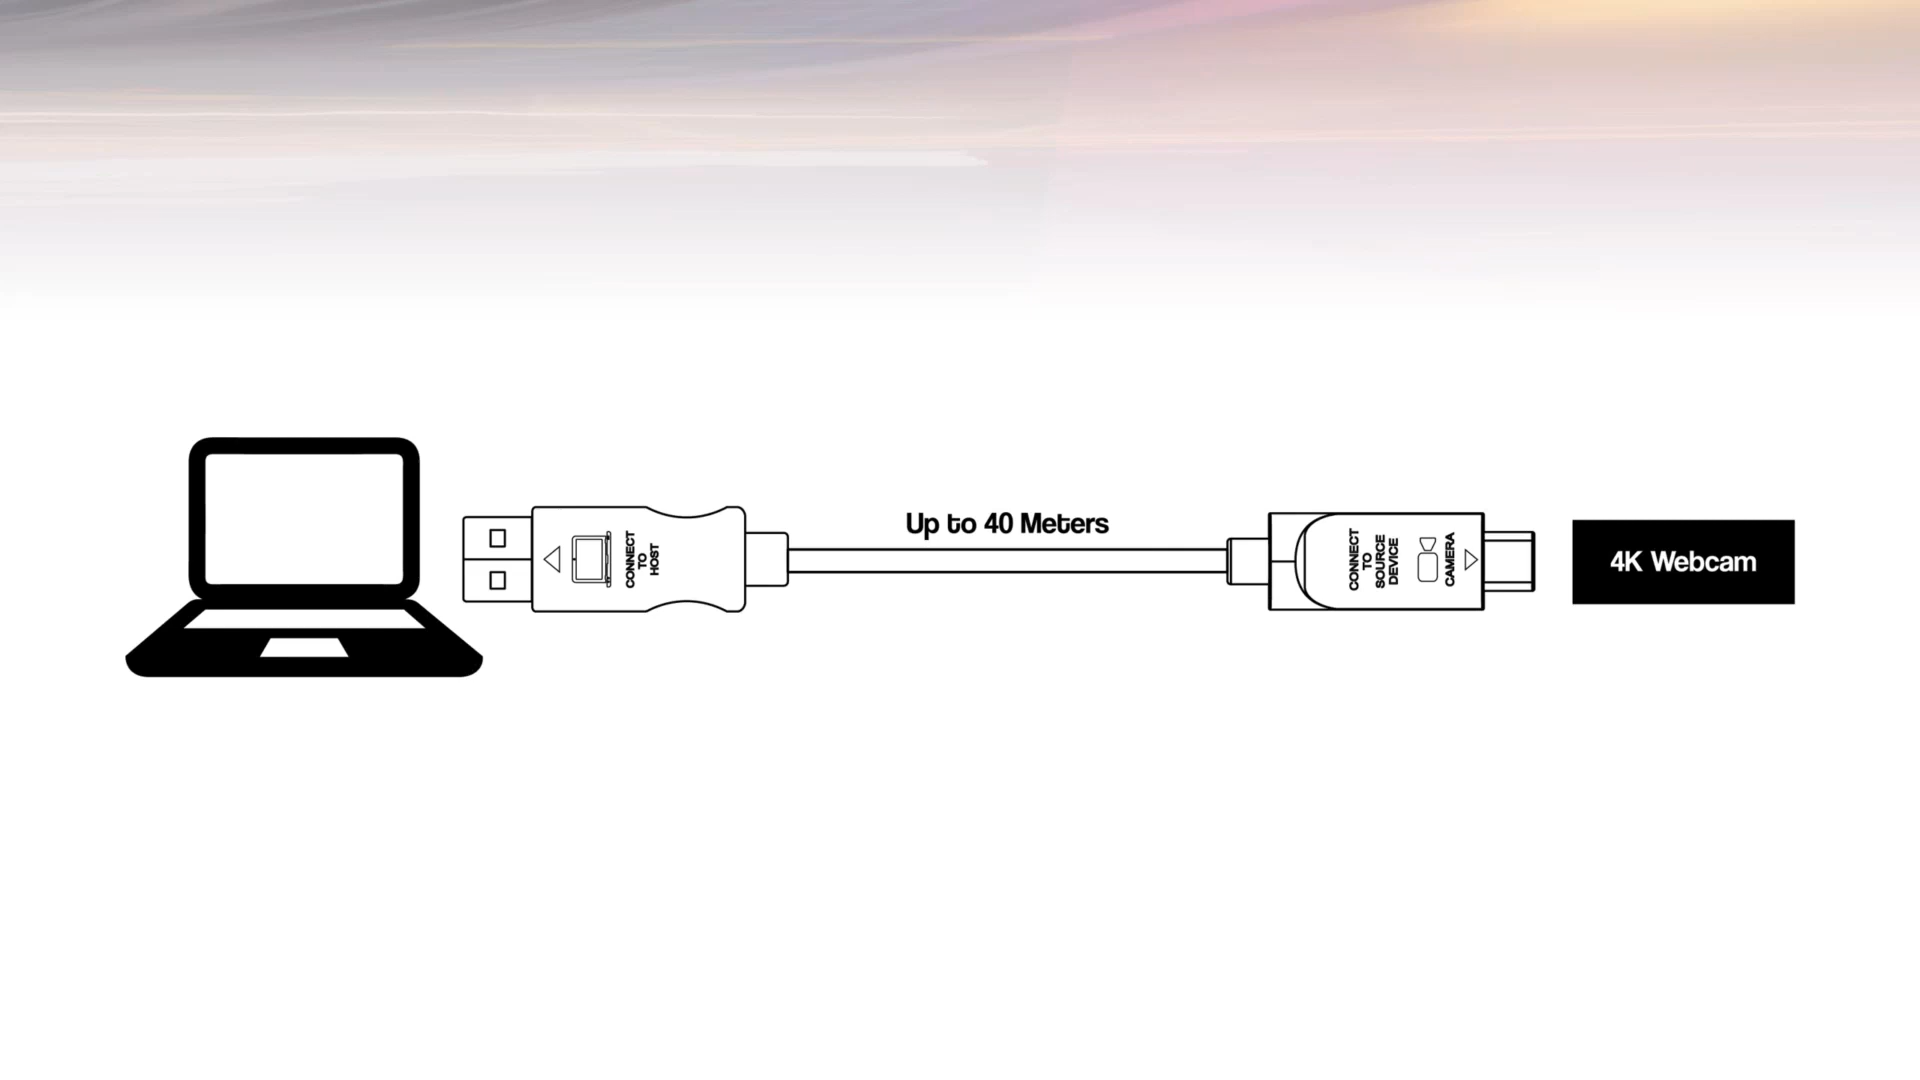 Up to 40 Meters
CONNECT
TO
HOST
CONNECT
TO
SOURCE
DEVICE
CAMERA
4K Webcam